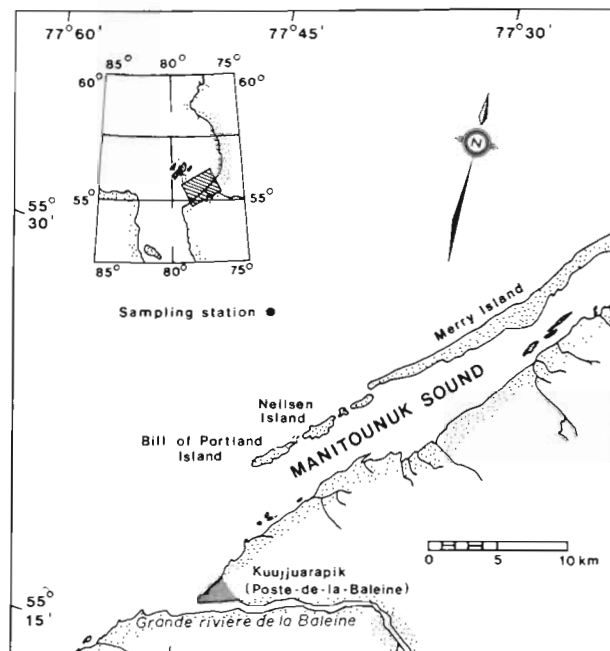 77°60'
77°45'
77°30'
85° 80° 75°
60° 60°
55° 55°
85° 80° 75°
N
55°
30'
Sampling station ●
Merry Island
MANITOUNUK SOUND
Neilsen
Island
Bill of Portland
Island
0 5 10 km
Kuujjuarapik
(Poste-de-la-Baleine)
55°
15'
Grande rivière de la Baleine